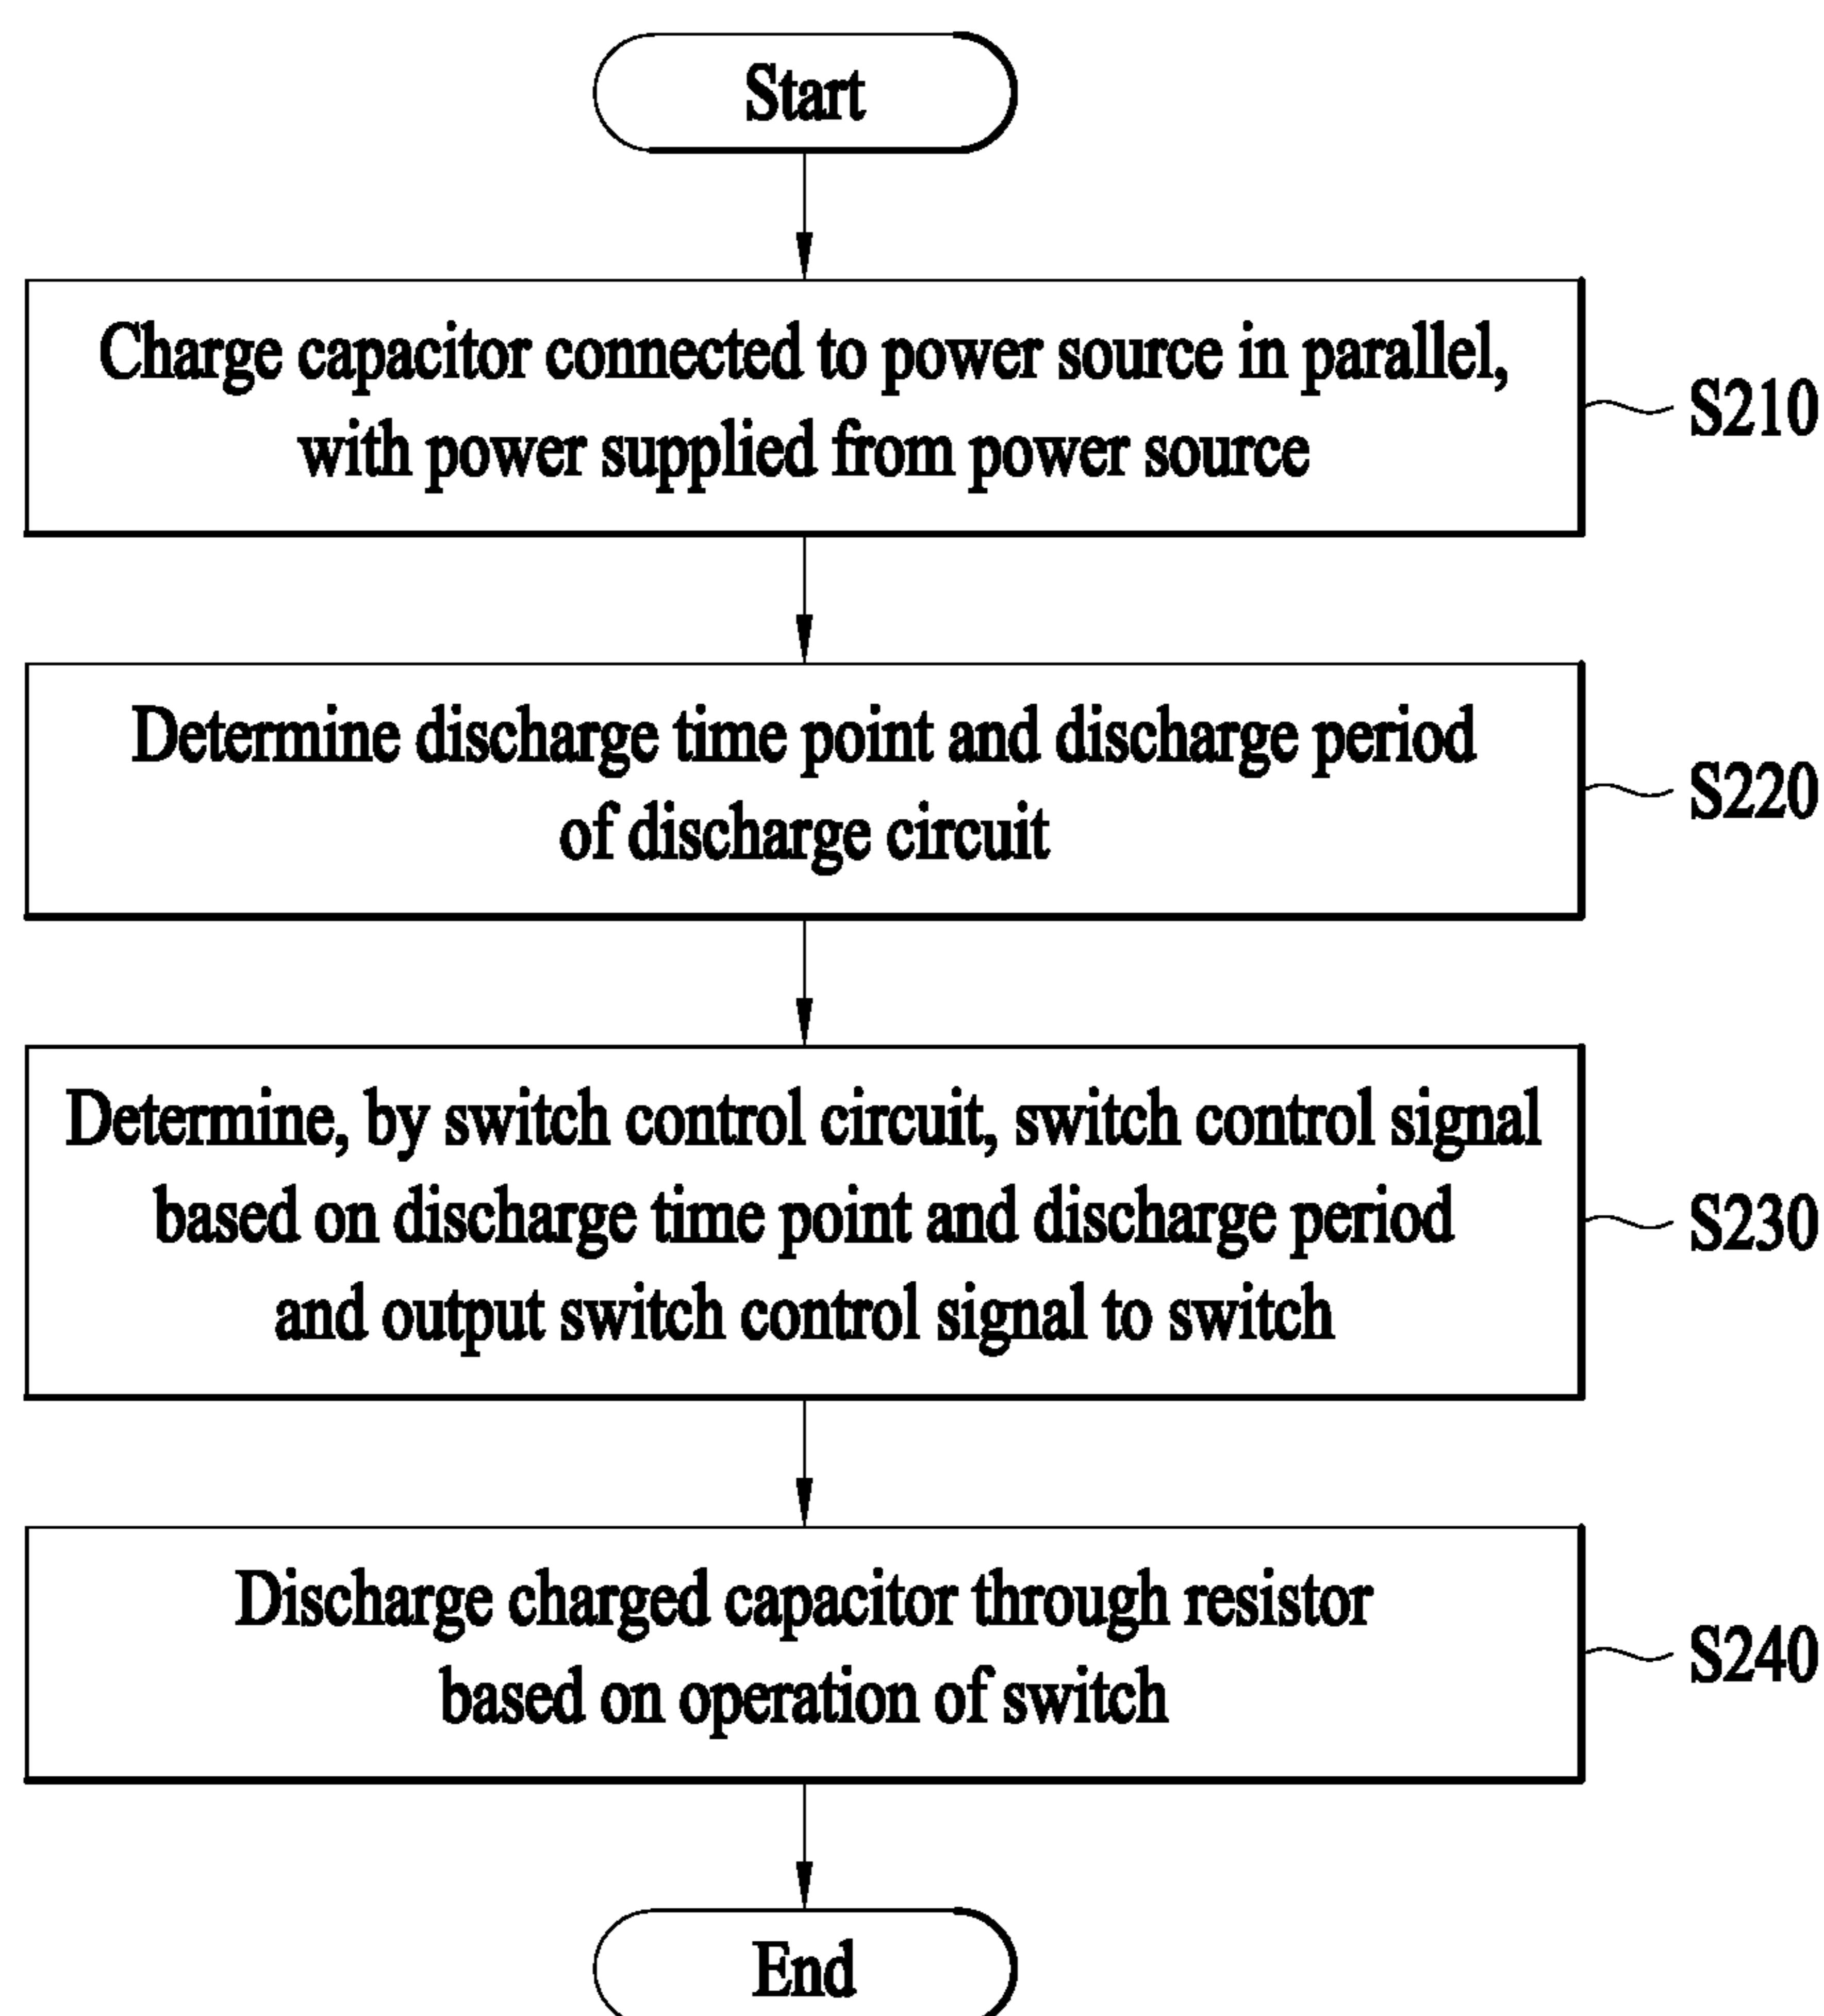 Start
Charge capacitor connected to power source in parallel,
with power supplied from power source
S210
Determine discharge time point and discharge period
of discharge circuit
S220
Determine, by switch control circuit, switch control signal
based on discharge time point and discharge period
and output switch control signal to switch
S230
Discharge charged capacitor through resistor
based on operation of switch
S240
End